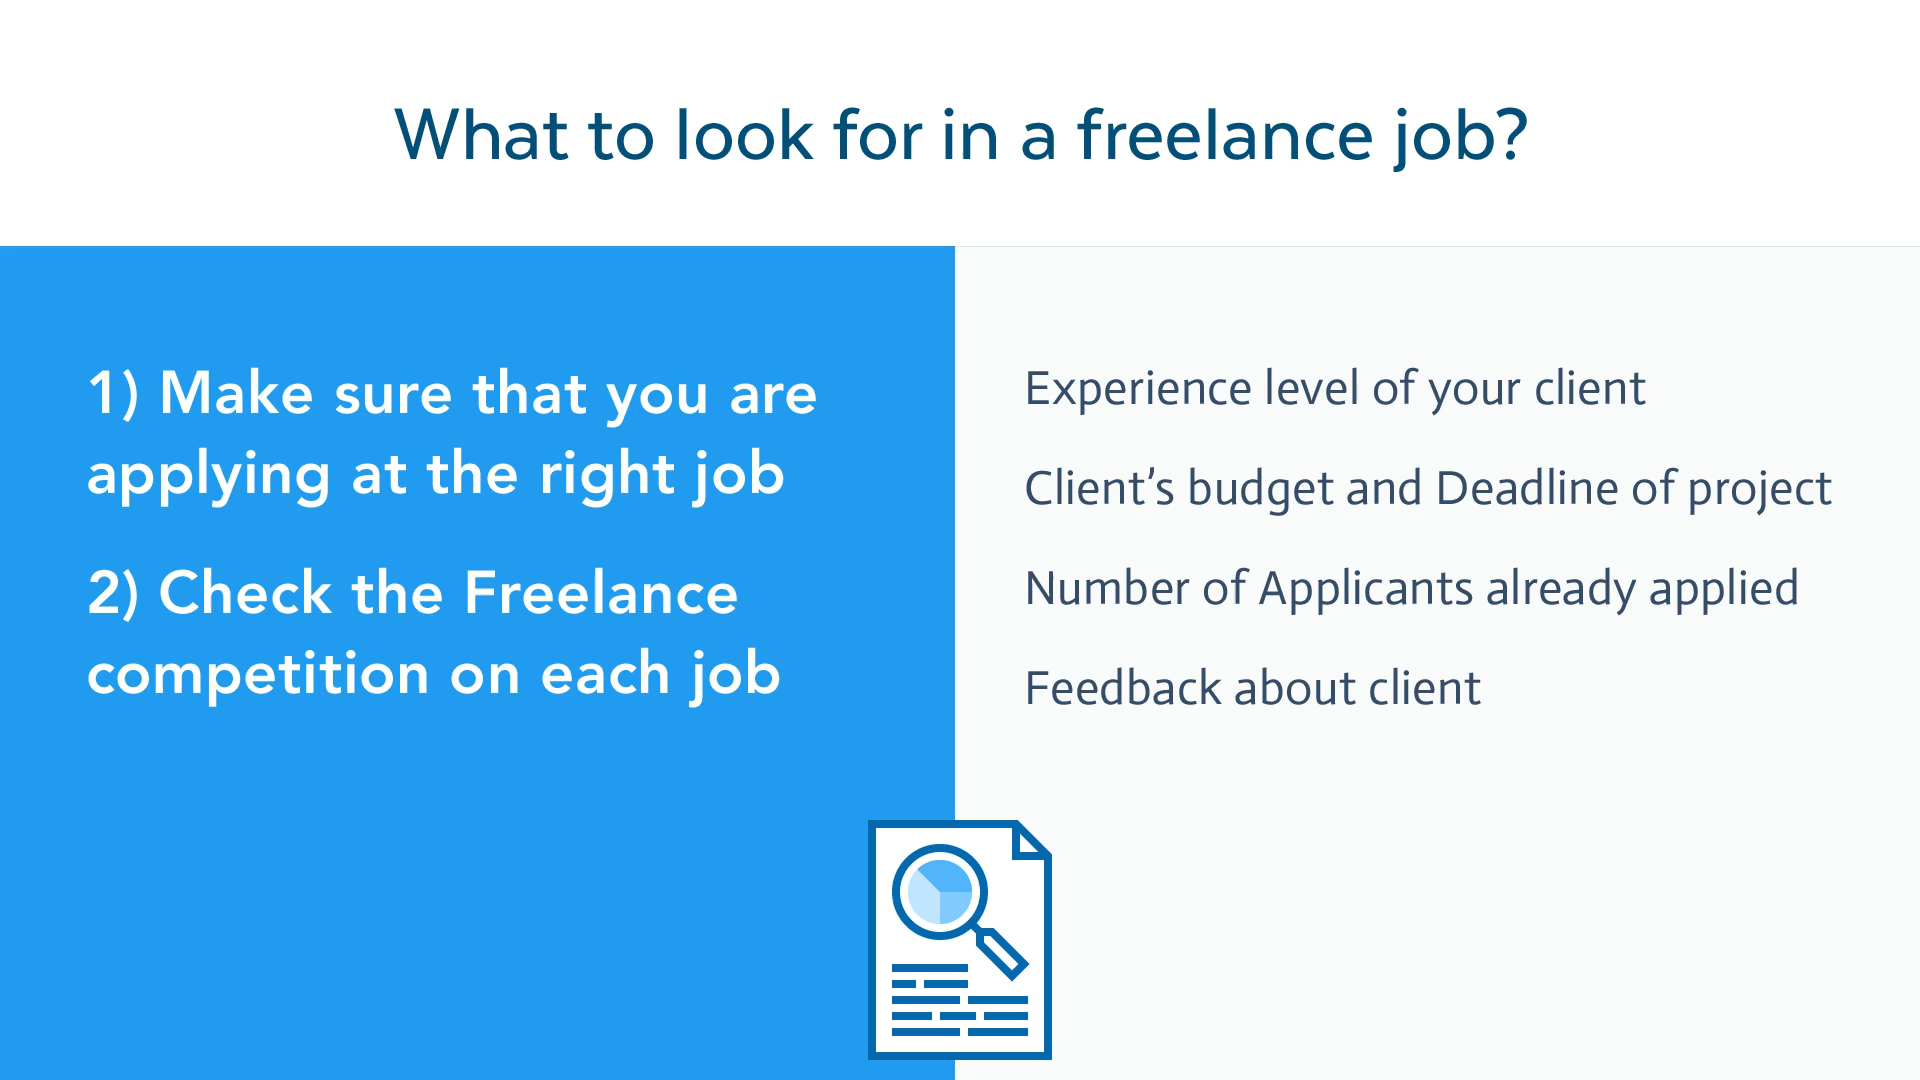 What to look for in a freelance job?
1) Make sure that you are
applying at the right job
2) Check the Freelance
competition on each job
Experience level of your client
Client’s budget and Deadline of project
Number of Applicants already applied
Feedback about client